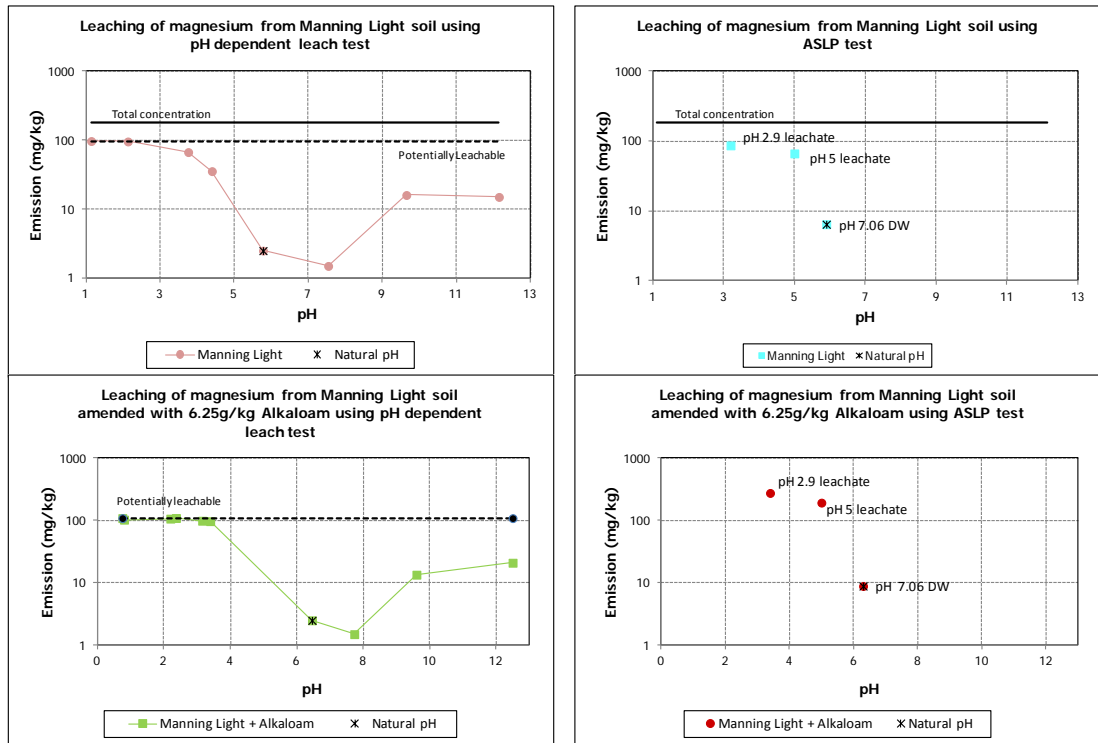 Leaching of magnesium from Manning Light soil using
pH dependent leach test
1000
100
10
1
Emission (mg/kg)
Total concentration
Potentially Leachable
1 3 5 7 9 11 13
pH
Manning Light Natural pH
Leaching of magnesium from Manning Light soil using
ASLP test
1000
100
10
1
Emission (mg/kg)
Total concentration
pH 2.9 leachate
pH 5 leachate
pH 7.06 DW
1 3 5 7 9 11 13
pH
Manning Light Natural pH
Leaching of magnesium from Manning Light soil
amended with 6.25g/kg Alkaloam using pH dependent
leach test
1000
100
10
1
Emission (mg/kg)
Potentially leachable
0 2 4 6 8 10 12
pH
Manning Light + Alkaloam Natural pH
Leaching of magnesium from Manning Light soil
amended with 6.25g/kg Alkaloam using ASLP test
1000
100
10
1
Emission (mg/kg)
pH 2.9 leachate
pH 5 leachate
pH 7.06 DW
0 2 4 6 8 10 12
pH
Manning Light + Alkaloam Natural pH